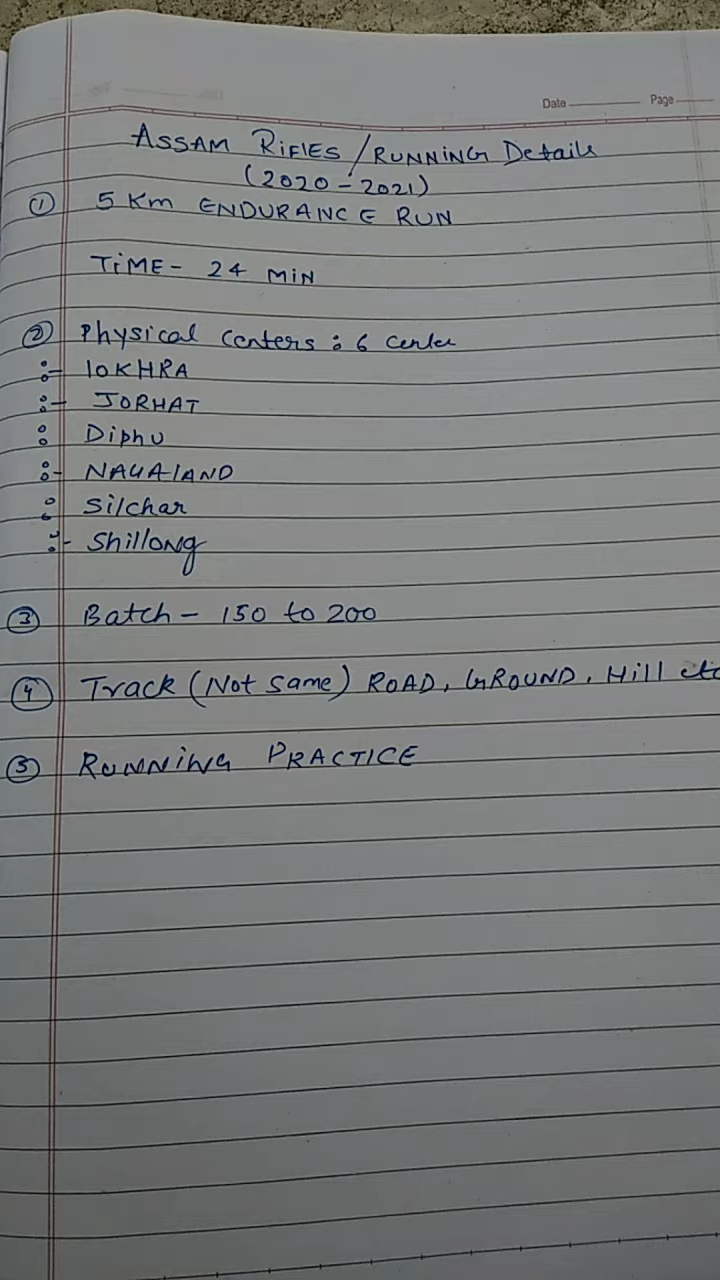 Date Page
ASSAM RIFIES / RUNNING Details
(2020-2021)
① 5 Km ENDURANCE RUN
TiME- 24 MiN
② Physical Centers : 6 Center
:- lOKHRA
:- JORHAT
: Diphu
:- NAGAlAND
: Silchar
:- Shillong
③ Batch - 150 to 200
④ Track (Not same) ROAD, GROUND, Hill etc
⑤ RUNNiNG PRACTICE